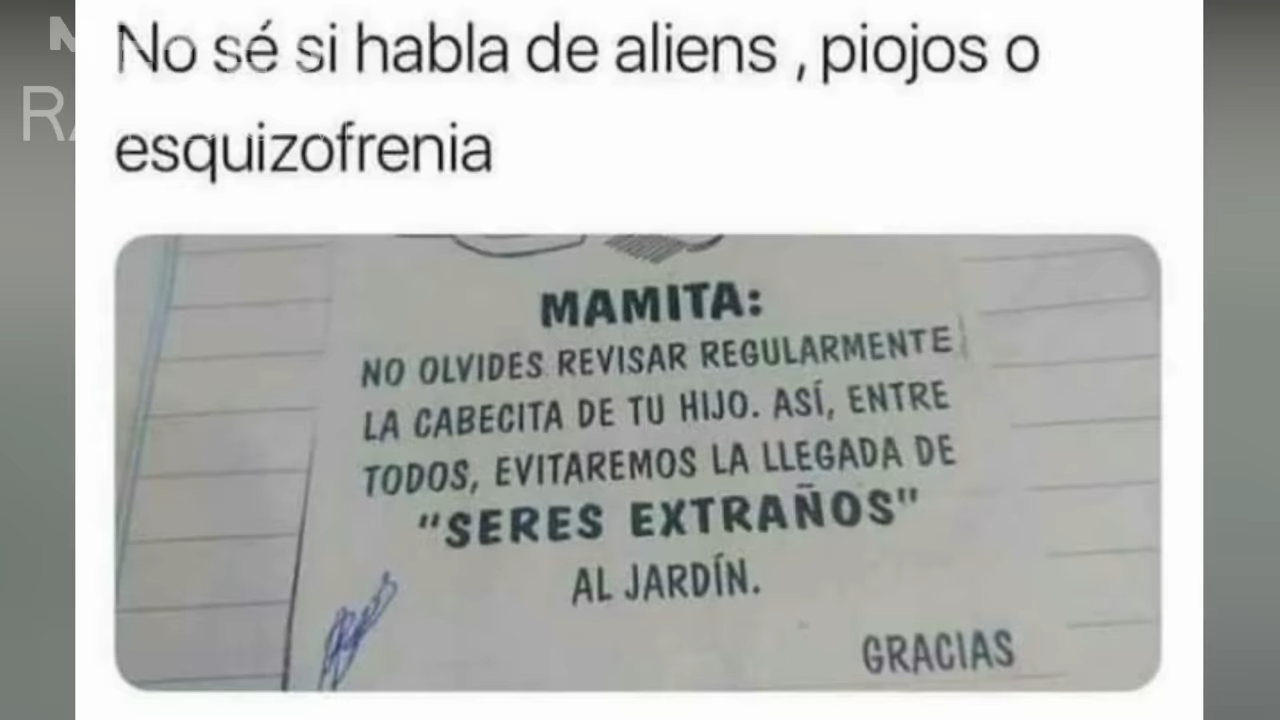 No sé si habla de aliens , piojos o
esquizofrenia
MAMITA:
NO OLVIDES REVISAR REGULARMENTE
LA CABECITA DE TU HIJO. ASÍ, ENTRE
TODOS, EVITAREMOS LA LLEGADA DE
"SERES EXTRAÑOS"
AL JARDÍN.
GRACIAS